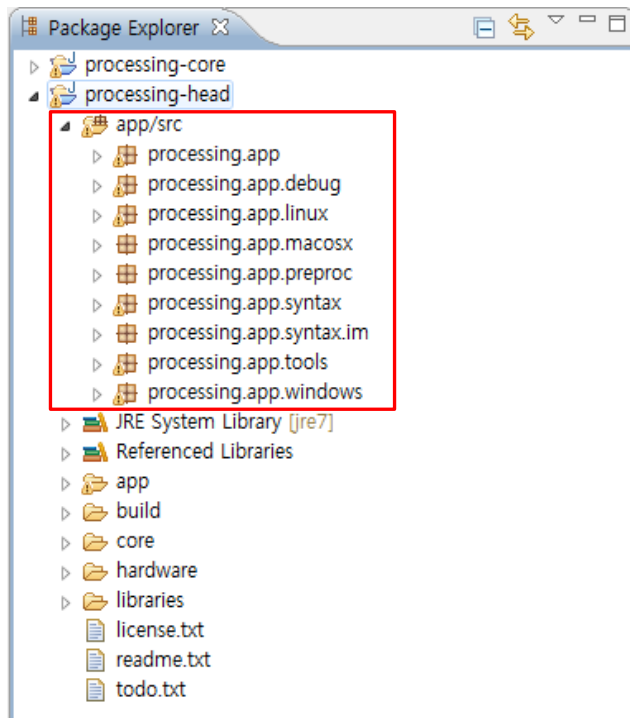 Package Explorer
processing-core
processing-head
app/src
processing.app
processing.app.debug
processing.app.linux
processing.app.macosx
processing.app.preproc
processing.app.syntax
processing.app.syntax.im
processing.app.tools
processing.app.windows
JRE System Library [jre7]
Referenced Libraries
app
build
core
hardware
libraries
license.txt
readme.txt
todo.txt